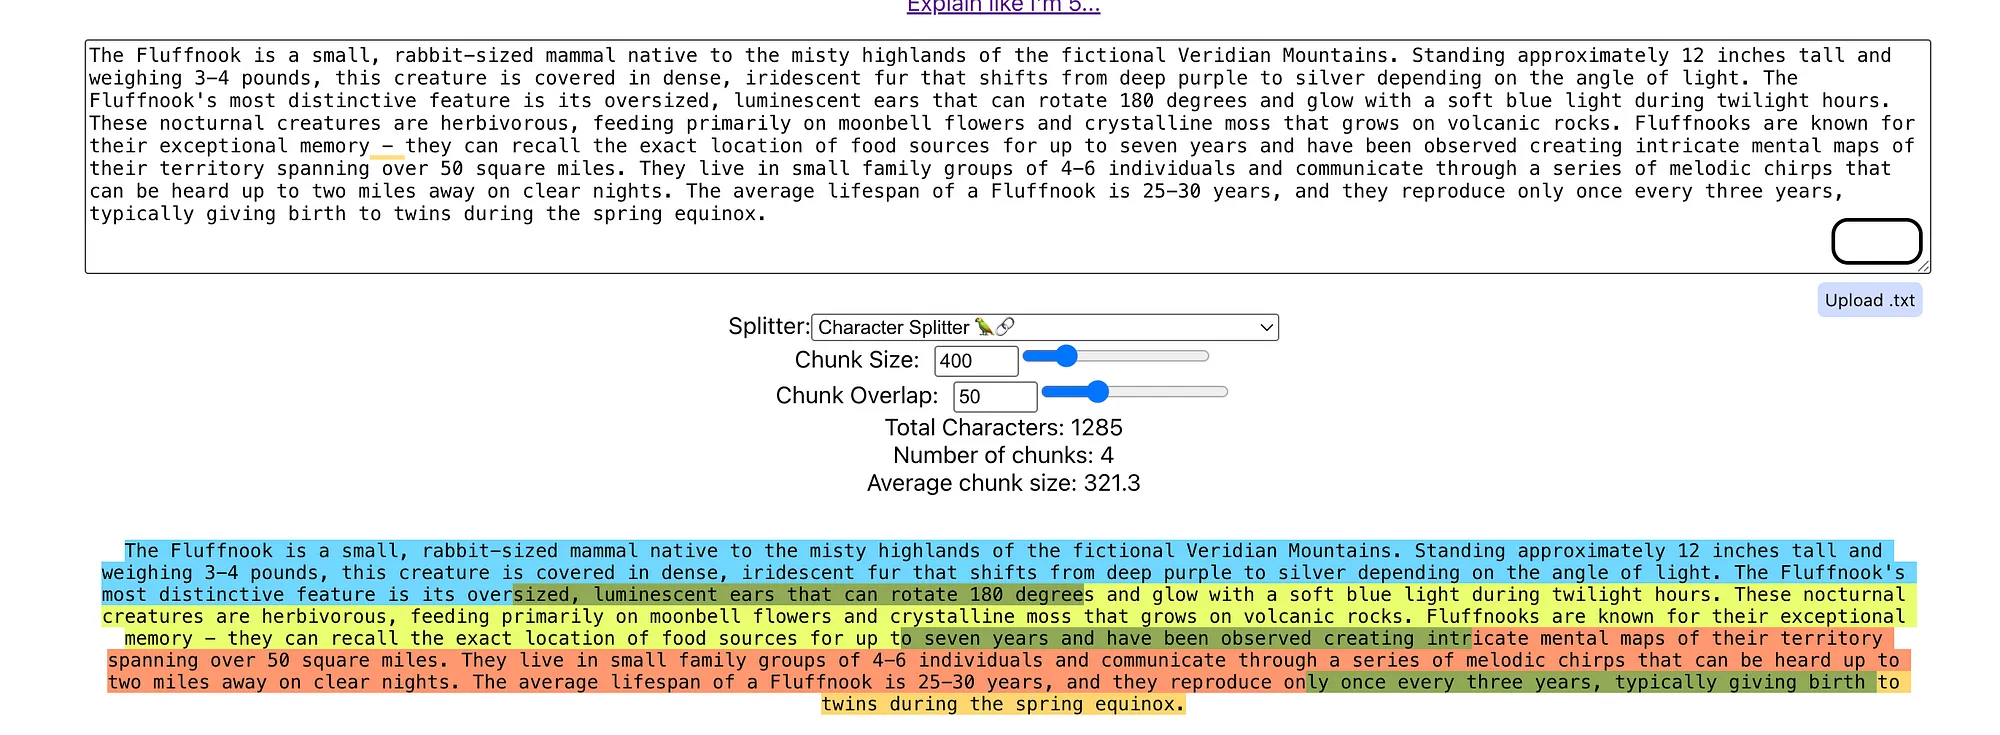 Explain like I'm 5...
The Fluffnook is a small, rabbit-sized mammal native to the misty highlands of the fictional Veridian Mountains. Standing approximately 12 inches tall and
weighing 3-4 pounds, this creature is covered in dense, iridescent fur that shifts from deep purple to silver depending on the angle of light. The
Fluffnook's most distinctive feature is its oversized, luminescent ears that can rotate 180 degrees and glow with a soft blue light during twilight hours.
These nocturnal creatures are herbivorous, feeding primarily on moonbell flowers and crystalline moss that grows on volcanic rocks. Fluffnooks are known for
their exceptional memory – they can recall the exact location of food sources for up to seven years and have been observed creating intricate mental maps of
their territory spanning over 50 square miles. They live in small family groups of 4-6 individuals and communicate through a series of melodic chirps that
can be heard up to two miles away on clear nights. The average lifespan of a Fluffnook is 25-30 years, and they reproduce only once every three years,
typically giving birth to twins during the spring equinox.
Upload .txt
Splitter: Character Splitter 🦜🔗
Chunk Size: 400
Chunk Overlap: 50
Total Characters: 1285
Number of chunks: 4
Average chunk size: 321.3
The Fluffnook is a small, rabbit-sized mammal native to the misty highlands of the fictional Veridian Mountains. Standing approximately 12 inches tall and
weighing 3-4 pounds, this creature is covered in dense, iridescent fur that shifts from deep purple to silver depending on the angle of light. The Fluffnook's
most distinctive feature is its oversized, luminescent ears that can rotate 180 degrees and glow with a soft blue light during twilight hours. These nocturnal
creatures are herbivorous, feeding primarily on moonbell flowers and crystalline moss that grows on volcanic rocks. Fluffnooks are known for their exceptional
memory – they can recall the exact location of food sources for up to seven years and have been observed creating intricate mental maps of their territory
spanning over 50 square miles. They live in small family groups of 4-6 individuals and communicate through a series of melodic chirps that can be heard up to
two miles away on clear nights. The average lifespan of a Fluffnook is 25-30 years, and they reproduce only once every three years, typically giving birth to
twins during the spring equinox.